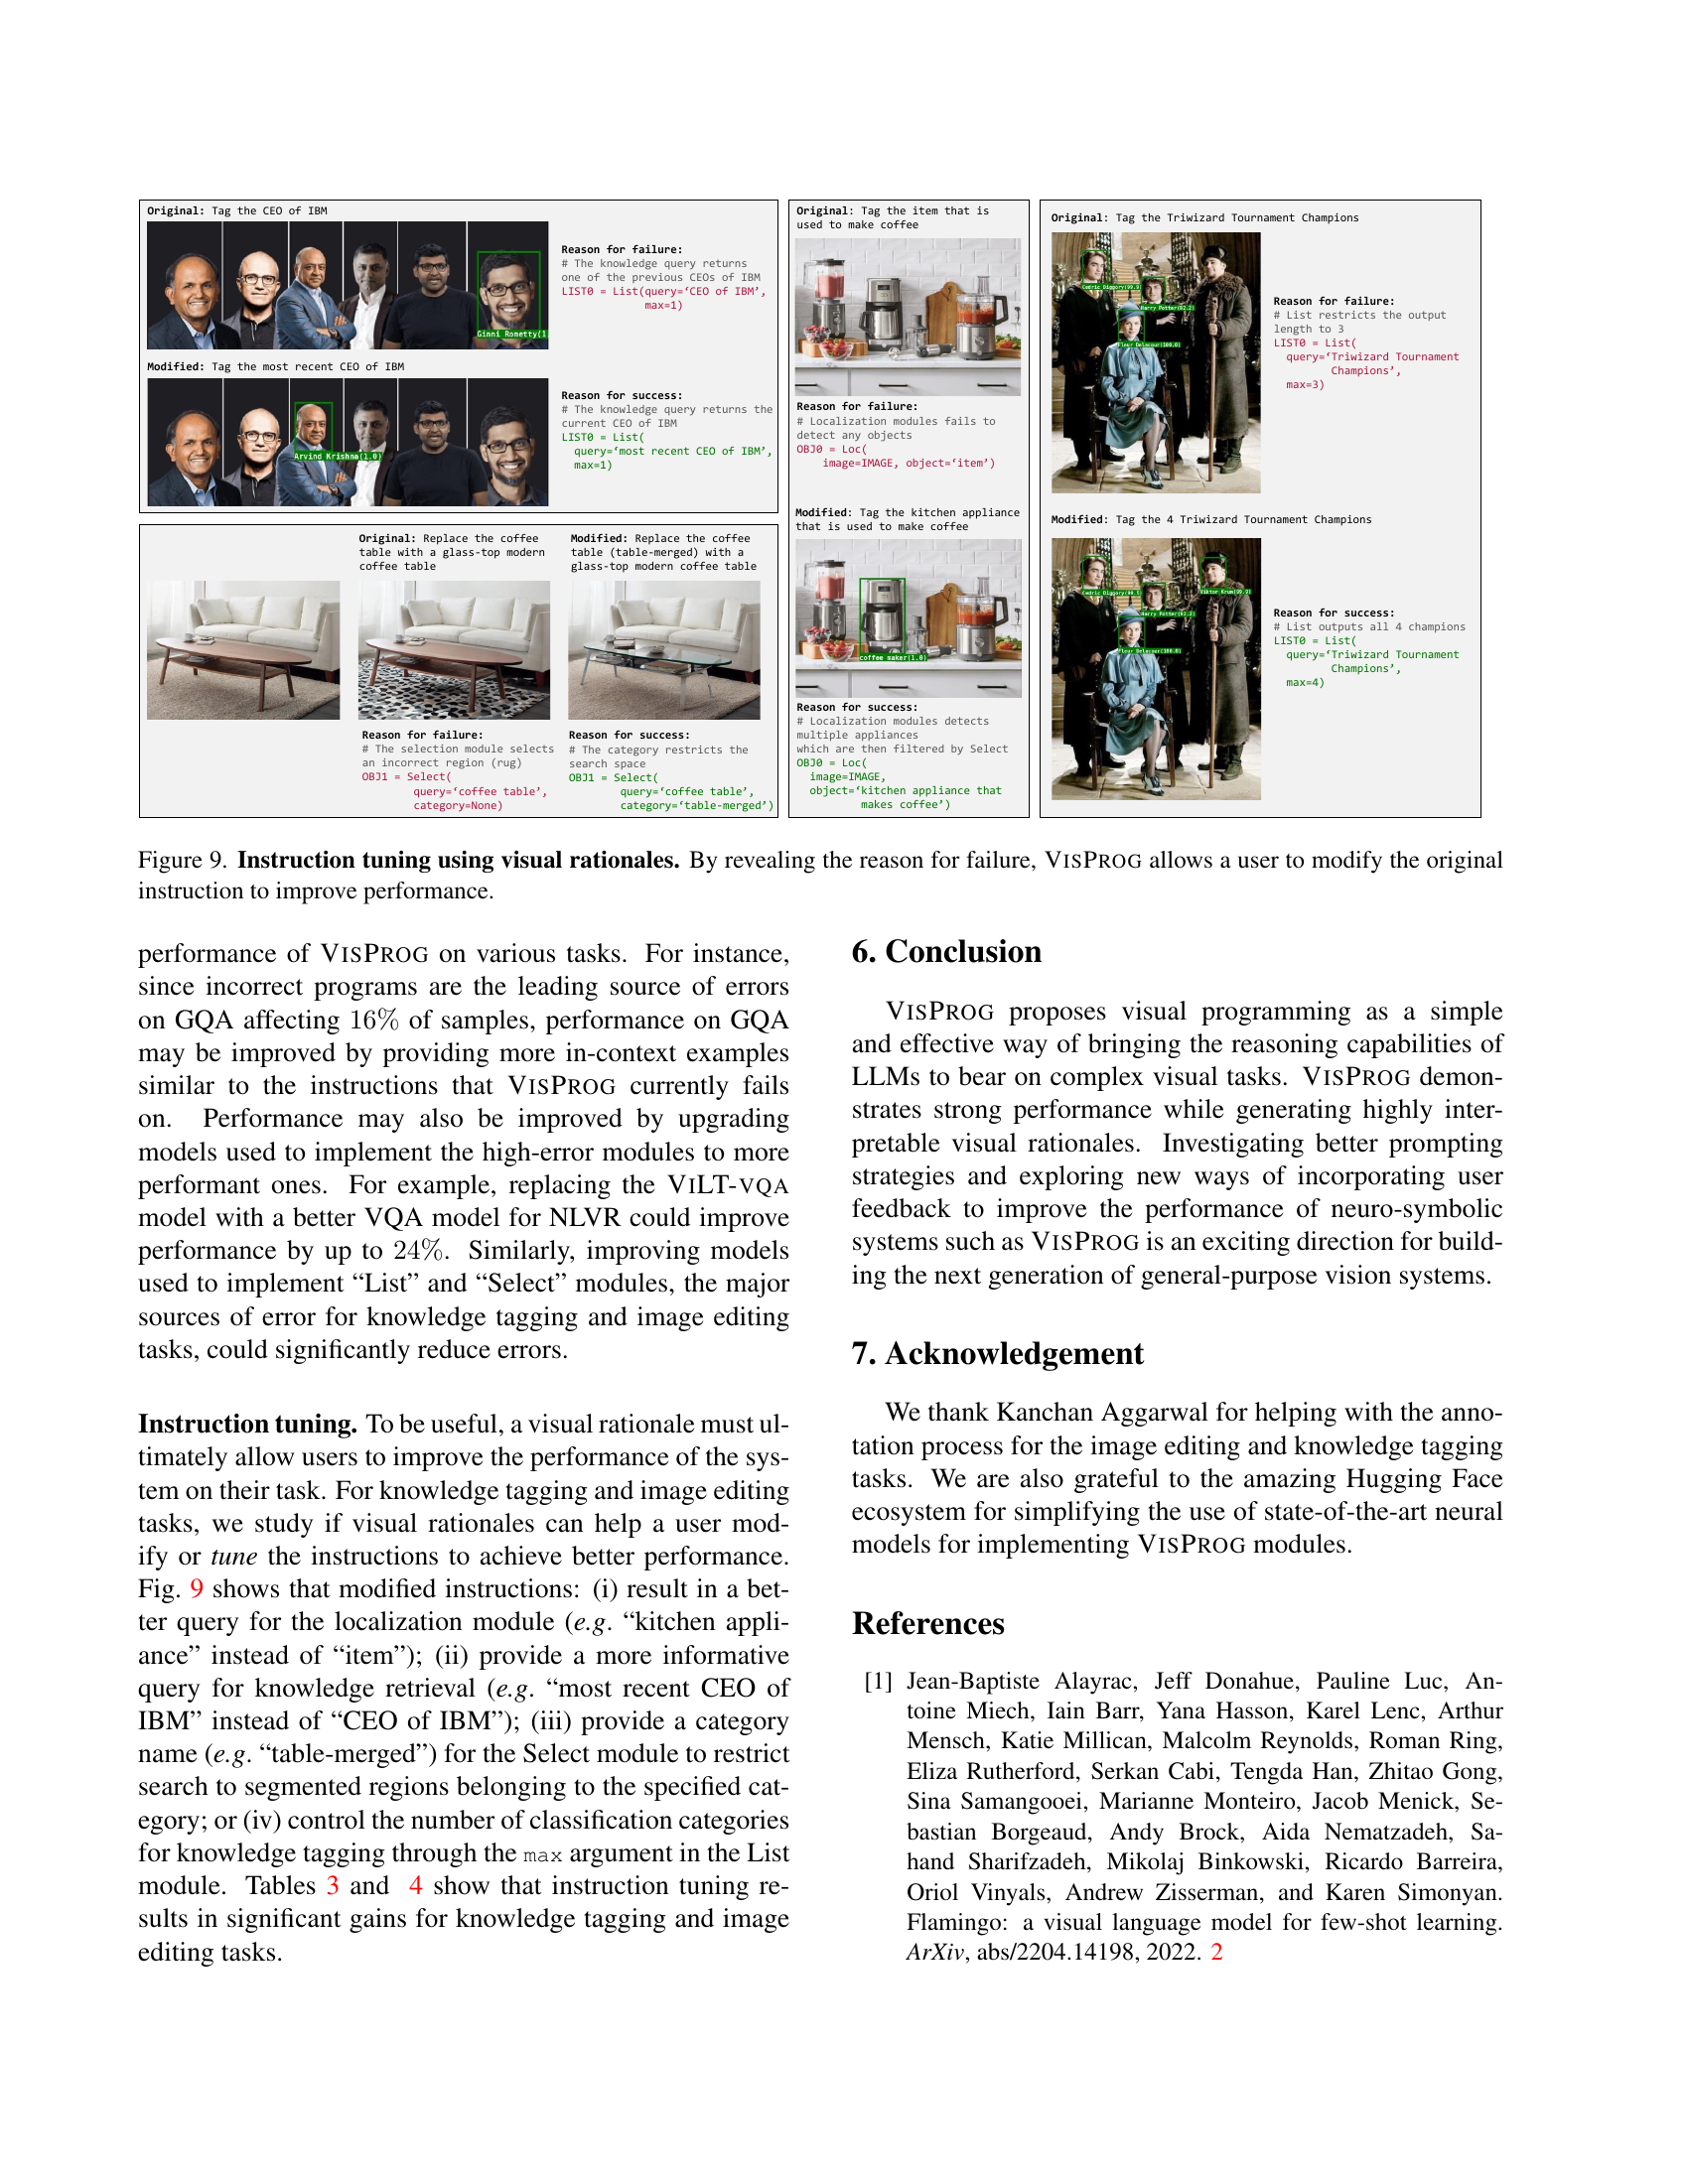 Original: Tag the CEO of IBM
Ginni Rometty(1
Reason for failure:
# The knowledge query returns
one of the previous CEOs of IBM
LIST0 = List(query=‘CEO of IBM’,
max=1)
Modified: Tag the most recent CEO of IBM
Arvind Krishna(1.0)
Reason for success:
# The knowledge query returns the
current CEO of IBM
LIST0 = List(
query=‘most recent CEO of IBM’,
max=1)
Original: Replace the coffee
table with a glass-top modern
coffee table
Reason for failure:
# The selection module selects
an incorrect region (rug)
OBJ1 = Select(
query=‘coffee table’,
category=None)
Modified: Replace the coffee
table (table-merged) with a
glass-top modern coffee table
Reason for success:
# The category restricts the
search space
OBJ1 = Select(
query=‘coffee table’,
category=‘table-merged’)
Original: Tag the item that is
used to make coffee
Reason for failure:
# Localization modules fails to
detect any objects
OBJ0 = Loc(
image=IMAGE, object=‘item’)
Modified: Tag the kitchen appliance
that is used to make coffee
coffee maker(1.0)
Reason for success:
# Localization modules detects
multiple appliances
which are then filtered by Select
OBJ0 = Loc(
image=IMAGE,
object=‘kitchen appliance that
makes coffee’)
Original: Tag the Triwizard Tournament Champions
Cedric Diggory(99.9)
Harry Potter(92.2)
Fleur Delacour(100.0)
Reason for failure:
# List restricts the output
length to 3
LIST0 = List(
query=‘Triwizard Tournament
Champions’,
max=3)
Modified: Tag the 4 Triwizard Tournament Champions
Cedric Diggory
Viktor Krum(99.9)
Harry Potter(92.2)
Fleur Delacour(100.0)
Reason for success:
# List outputs all 4 champions
LIST0 = List(
query=‘Triwizard Tournament
Champions’,
max=4)
Figure 9. Instruction tuning using visual rationales. By revealing the reason for failure, VISPROG allows a user to modify the original
instruction to improve performance.
performance of VISPROG on various tasks. For instance,
since incorrect programs are the leading source of errors
on GQA affecting 16% of samples, performance on GQA
may be improved by providing more in-context examples
similar to the instructions that VISPROG currently fails
on. Performance may also be improved by upgrading
models used to implement the high-error modules to more
performant ones. For example, replacing the VILT-VQA
model with a better VQA model for NLVR could improve
performance by up to 24%. Similarly, improving models
used to implement “List” and “Select” modules, the major
sources of error for knowledge tagging and image editing
tasks, could significantly reduce errors.
Instruction tuning. To be useful, a visual rationale must ul-
timately allow users to improve the performance of the sys-
tem on their task. For knowledge tagging and image editing
tasks, we study if visual rationales can help a user mod-
ify or tune the instructions to achieve better performance.
Fig. 9 shows that modified instructions: (i) result in a bet-
ter query for the localization module (e.g. “kitchen appli-
ance” instead of “item”); (ii) provide a more informative
query for knowledge retrieval (e.g. “most recent CEO of
IBM” instead of “CEO of IBM”); (iii) provide a category
name (e.g. “table-merged”) for the Select module to restrict
search to segmented regions belonging to the specified cat-
egory; or (iv) control the number of classification categories
for knowledge tagging through the max argument in the List
module. Tables 3 and 4 show that instruction tuning re-
sults in significant gains for knowledge tagging and image
editing tasks.
6. Conclusion
VISPROG proposes visual programming as a simple
and effective way of bringing the reasoning capabilities of
LLMs to bear on complex visual tasks. VISPROG demon-
strates strong performance while generating highly inter-
pretable visual rationales. Investigating better prompting
strategies and exploring new ways of incorporating user
feedback to improve the performance of neuro-symbolic
systems such as VISPROG is an exciting direction for build-
ing the next generation of general-purpose vision systems.
7. Acknowledgement
We thank Kanchan Aggarwal for helping with the anno-
tation process for the image editing and knowledge tagging
tasks. We are also grateful to the amazing Hugging Face
ecosystem for simplifying the use of state-of-the-art neural
models for implementing VISPROG modules.
References
[1] Jean-Baptiste Alayrac, Jeff Donahue, Pauline Luc, An-
toine Miech, Iain Barr, Yana Hasson, Karel Lenc, Arthur
Mensch, Katie Millican, Malcolm Reynolds, Roman Ring,
Eliza Rutherford, Serkan Cabi, Tengda Han, Zhitao Gong,
Sina Samangooei, Marianne Monteiro, Jacob Menick, Se-
bastian Borgeaud, Andy Brock, Aida Nematzadeh, Sa-
hand Sharifzadeh, Mikolaj Binkowski, Ricardo Barreira,
Oriol Vinyals, Andrew Zisserman, and Karen Simonyan.
Flamingo: a visual language model for few-shot learning.
ArXiv, abs/2204.14198, 2022. 2